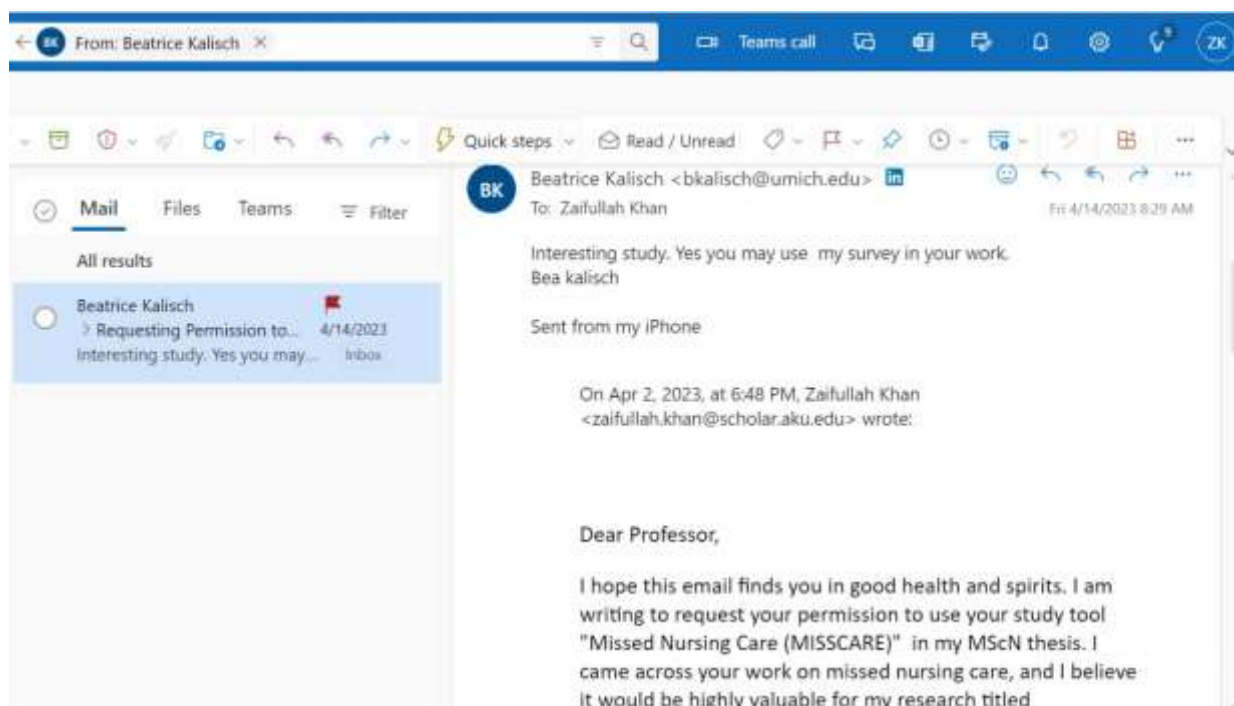 BK
From: Beatrice Kalisch
Teams call
ZK
Quick steps
Read / Unread
Mail
Files
Teams
Filter
All results
Beatrice Kalisch
Requesting Permission to...
4/14/2023
Interesting study. Yes you may...
Inbox
BK
Beatrice Kalisch <bkalisch@umich.edu>
in
To: Zaifullah Khan
Fri 4/14/2023 8:29 AM
Interesting study. Yes you may use  my survey in your work.
Bea kalisch
Sent from my iPhone
On Apr 2, 2023, at 6:48 PM, Zaifullah Khan
<zaifullah.khan@scholar.aku.edu> wrote:
Dear Professor,
I hope this email finds you in good health and spirits. I am
writing to request your permission to use your study tool
"Missed Nursing Care (MISSCARE)"  in my MScN thesis. I
came across your work on missed nursing care, and I believe
it would be highly valuable for my research titled